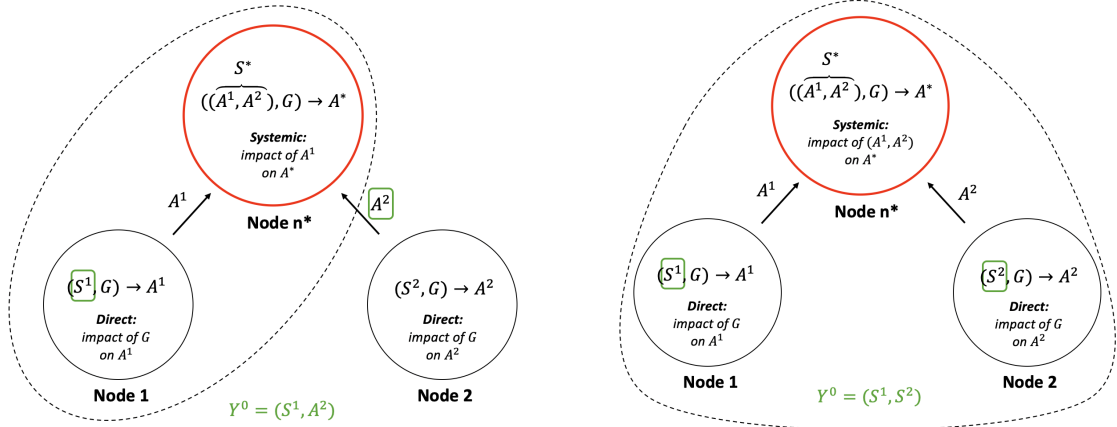 S*
((A¹, A²), G) → A*
Systemic:
impact of A¹
on A*
A¹
A²
Node n*
(S¹, G) → A¹
Direct:
impact of G
on A¹
Node 1
(S², G) → A²
Direct:
impact of G
on A²
Node 2
Y⁰ = (S¹, A²)
S*
((A¹, A²), G) → A*
Systemic:
impact of (A¹, A²)
on A*
A¹
A²
Node n*
(S¹, G) → A¹
Direct:
impact of G
on A¹
Node 1
(S², G) → A²
Direct:
impact of G
on A²
Node 2
Y⁰ = (S¹, S²)